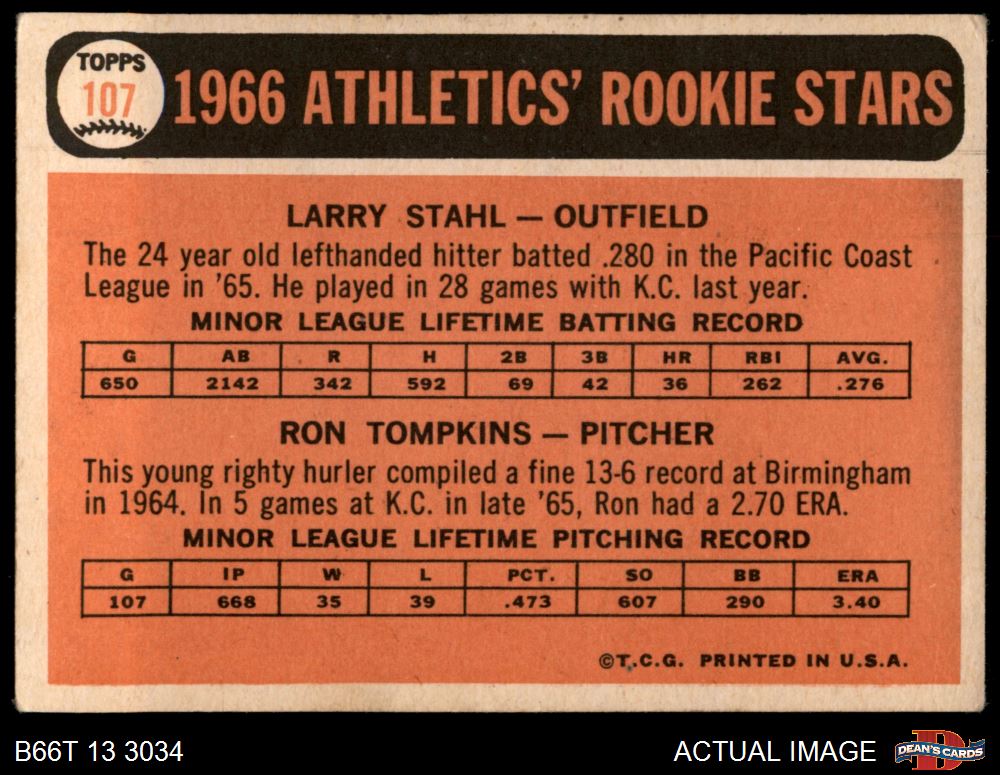 TOPPS
107
1966 ATHLETICS' ROOKIE STARS
LARRY STAHL — OUTFIELD
The 24 year old lefthanded hitter batted .280 in the Pacific Coast
League in '65. He played in 28 games with K.C. last year.
MINOR LEAGUE LIFETIME BATTING RECORD
G AB R H 2B 3B HR RBI AVG.
650 2142 342 592 69 42 36 262 .276
RON TOMPKINS — PITCHER
This young righty hurler compiled a fine 13-6 record at Birmingham
in 1964. In 5 games at K.C. in late '65, Ron had a 2.70 ERA.
MINOR LEAGUE LIFETIME PITCHING RECORD
G IP W L PCT. SO BB ERA
107 668 35 39 .473 607 290 3.40
©T.C.G. PRINTED IN U.S.A.
B66T 13 3034
ACTUAL IMAGE
DEAN'S CARDS